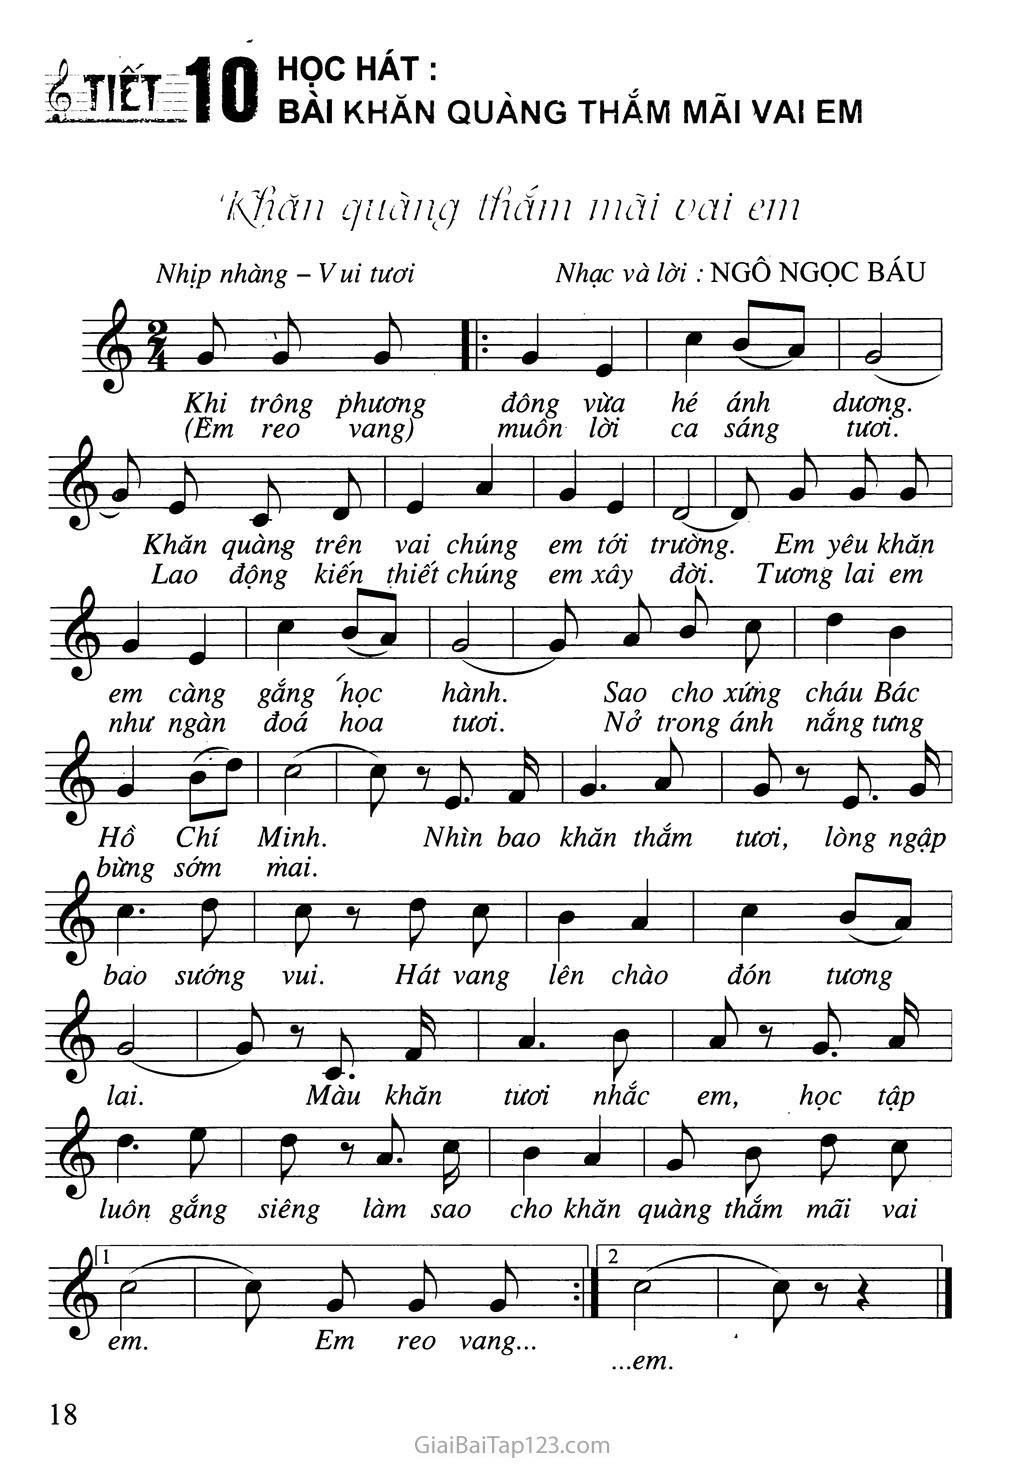 TIẾT 10 HỌC HÁT :
BÀI KHĂN QUÀNG THẮM MÃI VAI EM
Khăn quàng thắm mãi vai em
Nhịp nhàng – Vui tươi Nhạc và lời : NGÔ NGỌC BÁU
2
4
Khi trông phương đông vừa hé ánh dương.
(Em reo vang) muôn lời ca sáng tươi.
Khăn quàng trên vai chúng em tới trường. Em yêu khăn
Lao động kiến thiết chúng em xây đời. Tương lai em
em càng gắng học hành. Sao cho xứng cháu Bác
như ngàn đoá hoa tươi. Nở trong ánh nắng tưng
Hồ Chí Minh. Nhìn bao khăn thắm tươi, lòng ngập
bừng sớm mai.
bao sướng vui. Hát vang lên chào đón tương
lai. Màu khăn tươi nhắc em, học tập
luôn gắng siêng làm sao cho khăn quàng thắm mãi vai
1 2
em. Em reo vang...
...em.
18
GiaiBaiTap123.com